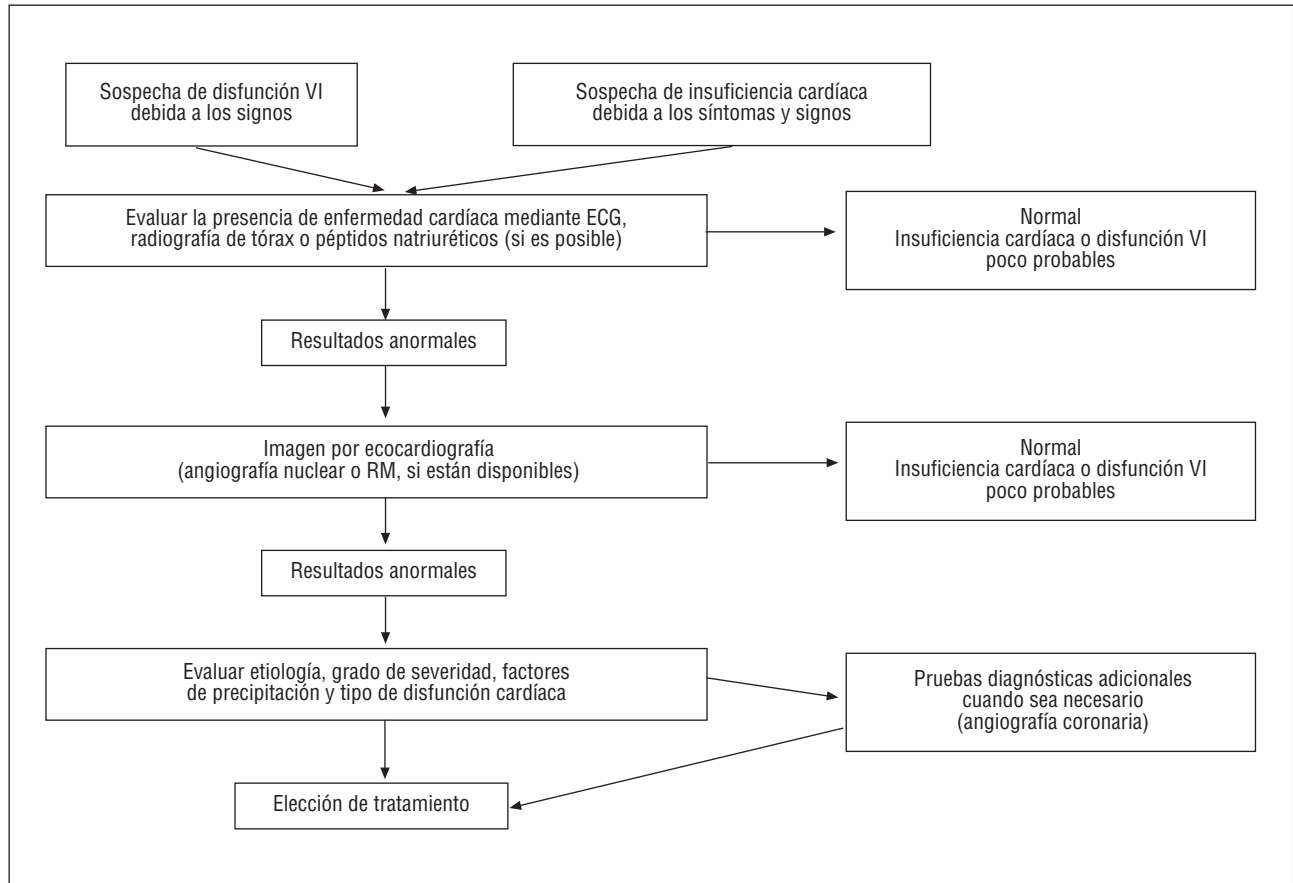 Sospecha de disfunción VI
debida a los signos
Sospecha de insuficiencia cardíaca
debida a los síntomas y signos
Evaluar la presencia de enfermedad cardíaca mediante ECG,
radiografía de tórax o péptidos natriuréticos (si es posible)
Normal
Insuficiencia cardíaca o disfunción VI
poco probables
Resultados anormales
Imagen por ecocardiografía
(angiografía nuclear o RM, si están disponibles)
Normal
Insuficiencia cardíaca o disfunción VI
poco probables
Resultados anormales
Evaluar etiología, grado de severidad, factores
de precipitación y tipo de disfunción cardíaca
Pruebas diagnósticas adicionales
cuando sea necesario
(angiografía coronaria)
Elección de tratamiento